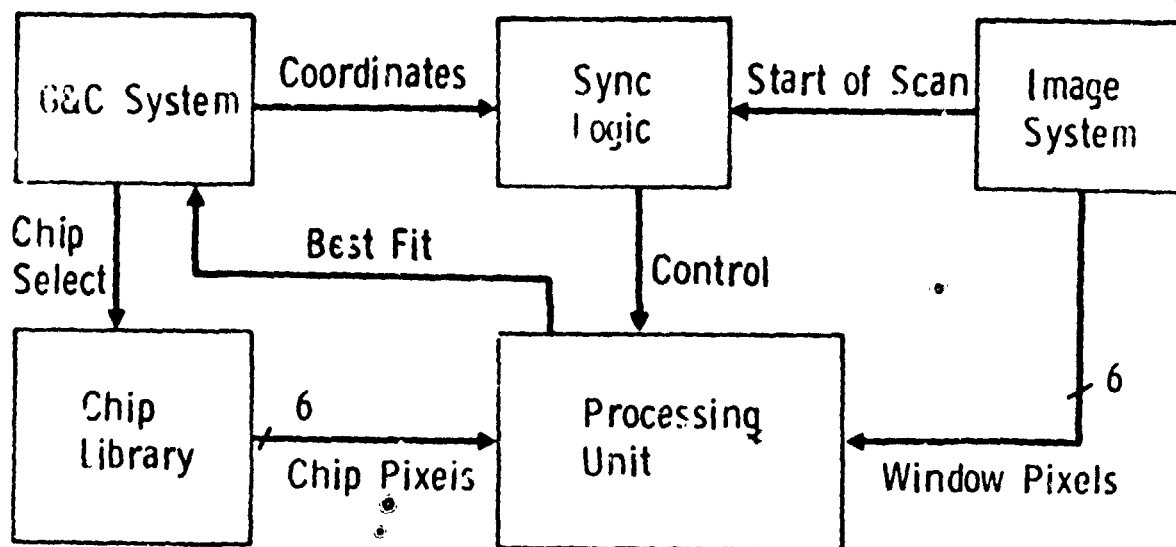 G&C System
Coordinates
Sync
Logic
Start of Scan
Image
System
Chip
Select
Best Fit
Control
Chip
Library
6
Chip Pixels
Processing
Unit
6
Window Pixels